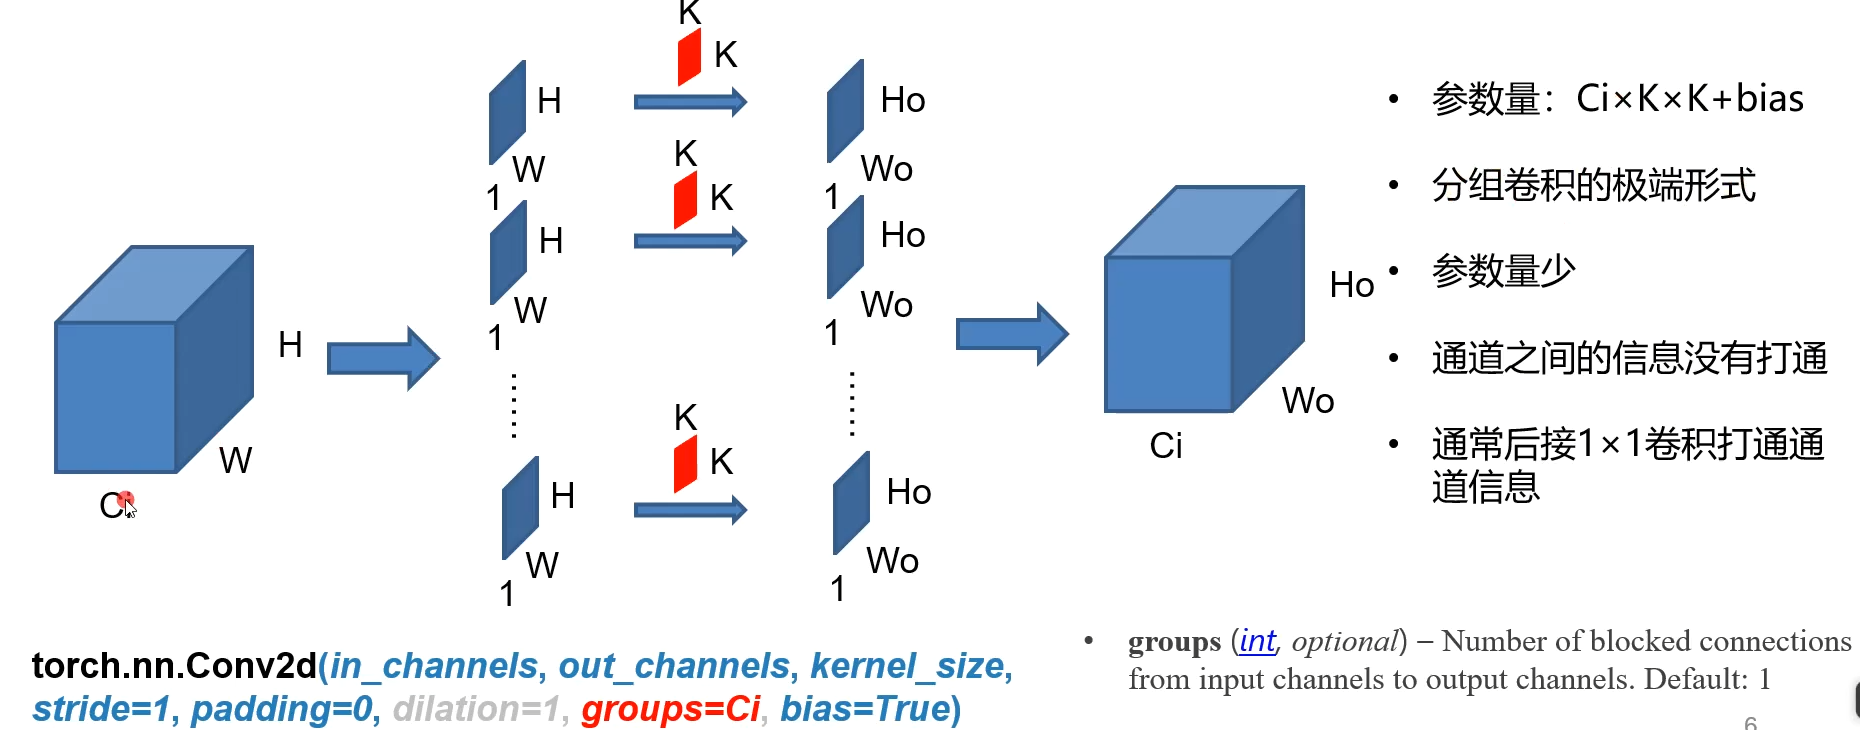 K
K
H
W
1
Ho
Wo
1
K
K
H
W
1
Ho
Wo
1
K
K
H
W
1
Ho
Wo
1
H
W
Ho
Wo
Ci
• 参数量：Ci×K×K+bias
• 分组卷积的极端形式
• 参数量少
• 通道之间的信息没有打通
• 通常后接1×1卷积打通通
道信息
torch.nn.Conv2d(in_channels, out_channels, kernel_size,
stride=1, padding=0, dilation=1, groups=Ci, bias=True)
• groups (int, optional) – Number of blocked connections
from input channels to output channels. Default: 1
6